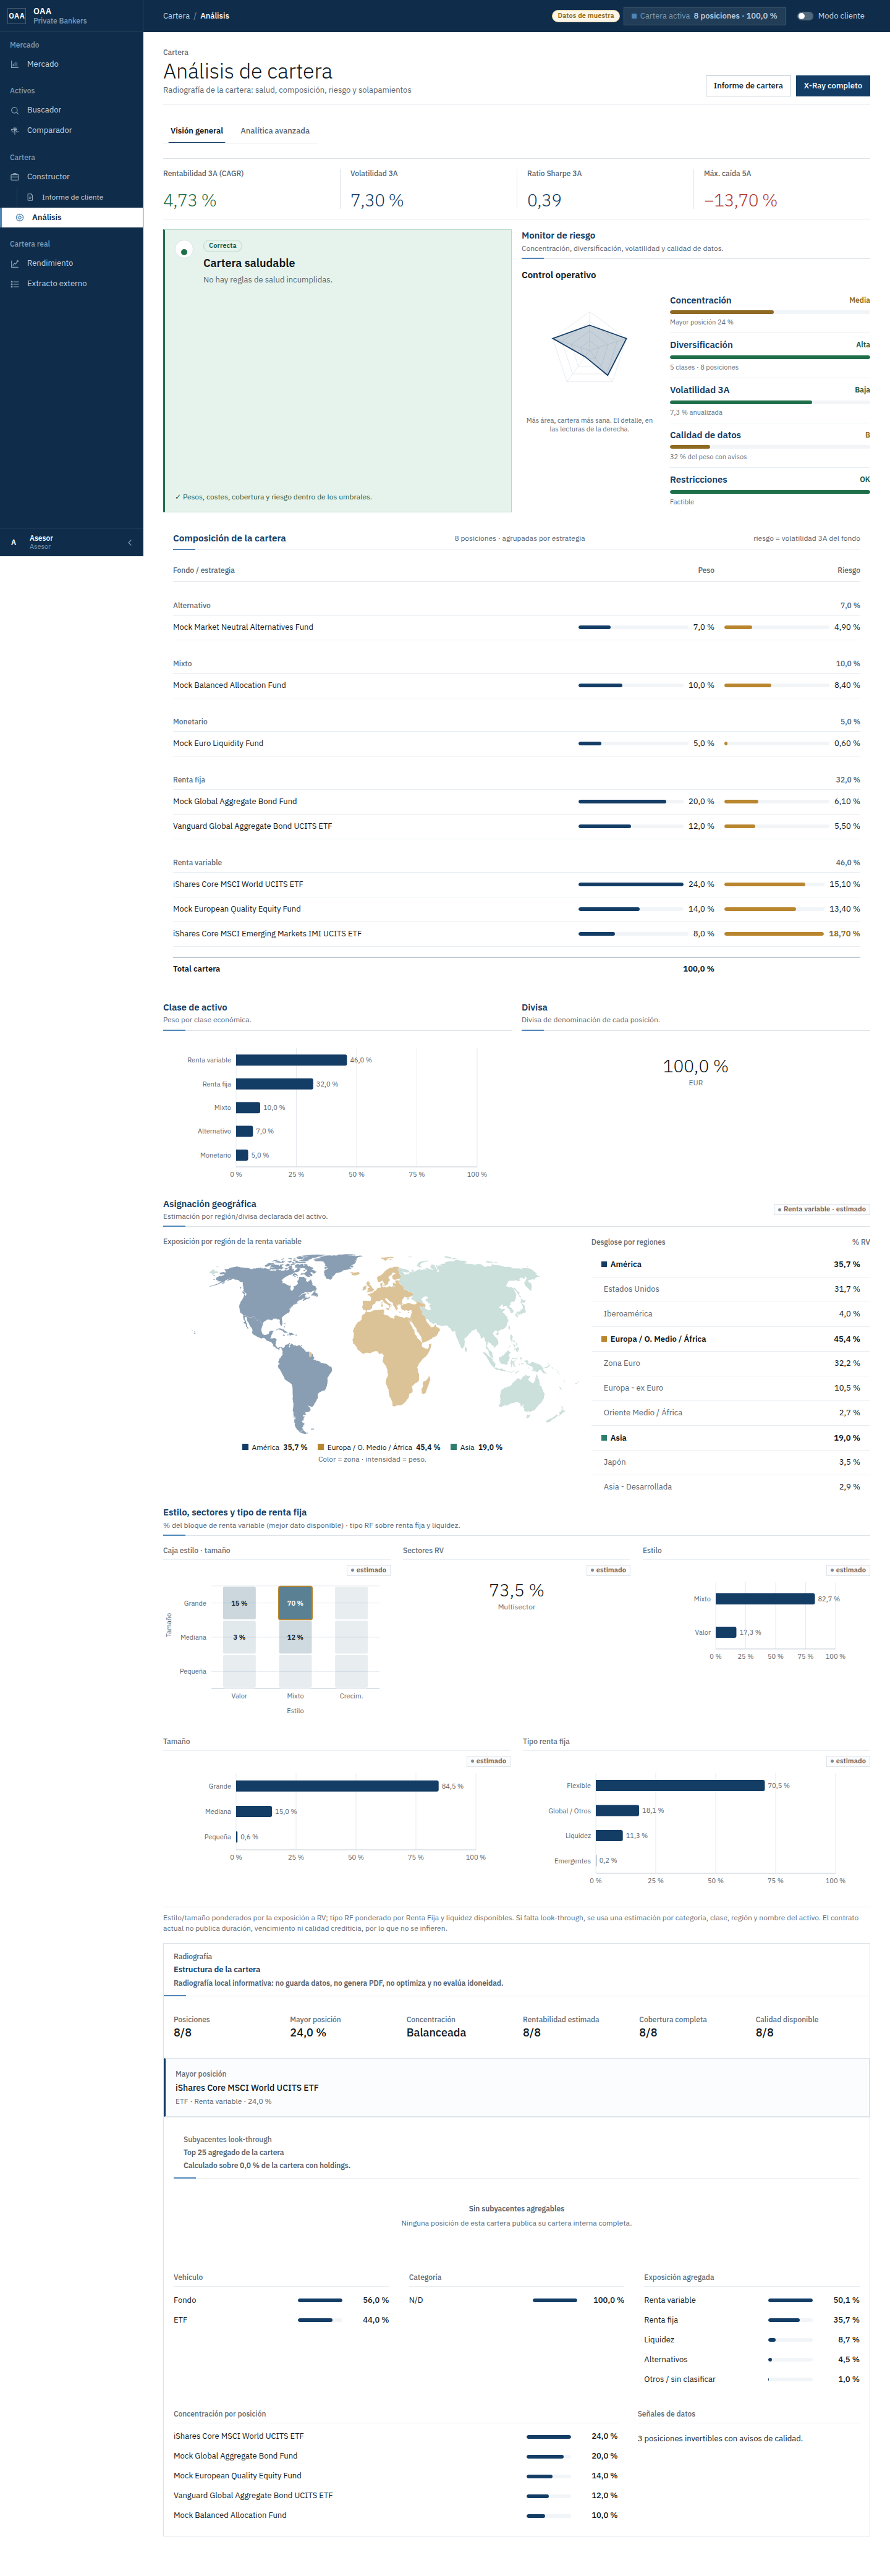 OAA
OAA
Private Bankers
Cartera / Análisis
Datos de muestra
Cartera activa 8 posiciones · 100,0 %
Modo cliente
Mercado
Mercado
Activos
Buscador
Comparador
Cartera
Constructor
Informe de cliente
Análisis
Cartera real
Rendimiento
Extracto externo
A
Asesor
Asesor
Cartera
Análisis de cartera
Radiografía de la cartera: salud, composición, riesgo y solapamientos
Informe de cartera
X-Ray completo
Visión general
Analítica avanzada
Rentabilidad 3A (CAGR)
4,73 %
Volatilidad 3A
7,30 %
Ratio Sharpe 3A
0,39
Máx. caída 5A
−13,70 %
Correcta
Cartera saludable
No hay reglas de salud incumplidas.
✓ Pesos, costes, cobertura y riesgo dentro de los umbrales.
Monitor de riesgo
Concentración, diversificación, volatilidad y calidad de datos.
Control operativo
Más área, cartera más sana. El detalle, en
las lecturas de la derecha.
Concentración Media
Mayor posición 24 %
Diversificación Alta
5 clases · 8 posiciones
Volatilidad 3A Baja
7,3 % anualizada
Calidad de datos B
32 % del peso con avisos
Restricciones OK
Factible
Composición de la cartera 8 posiciones · agrupadas por estrategia riesgo = volatilidad 3A del fondo
Fondo / estrategia Peso Riesgo
Alternativo 7,0 %
Mock Market Neutral Alternatives Fund 7,0 % 4,90 %
Mixto 10,0 %
Mock Balanced Allocation Fund 10,0 % 8,40 %
Monetario 5,0 %
Mock Euro Liquidity Fund 5,0 % 0,60 %
Renta fija 32,0 %
Mock Global Aggregate Bond Fund 20,0 % 6,10 %
Vanguard Global Aggregate Bond UCITS ETF 12,0 % 5,50 %
Renta variable 46,0 %
iShares Core MSCI World UCITS ETF 24,0 % 15,10 %
Mock European Quality Equity Fund 14,0 % 13,40 %
iShares Core MSCI Emerging Markets IMI UCITS ETF 8,0 % 18,70 %
Total cartera 100,0 %
Clase de activo
Peso por clase económica.
Renta variable 46,0 %
Renta fija 32,0 %
Mixto 10,0 %
Alternativo 7,0 %
Monetario 5,0 %
0 % 25 % 50 % 75 % 100 %
Divisa
Divisa de denominación de cada posición.
100,0 %
EUR
Asignación geográfica
Estimación por región/divisa declarada del activo.
Renta variable · estimado
Exposición por región de la renta variable
América 35,7 % Europa / O. Medio / África 45,4 % Asia 19,0 %
Color = zona · intensidad = peso.
Desglose por regiones % RV
América 35,7 %
Estados Unidos 31,7 %
Iberoamérica 4,0 %
Europa / O. Medio / África 45,4 %
Zona Euro 32,2 %
Europa - ex Euro 10,5 %
Oriente Medio / África 2,7 %
Asia 19,0 %
Japón 3,5 %
Asia - Desarrollada 2,9 %
Estilo, sectores y tipo de renta fija
% del bloque de renta variable (mejor dato disponible) · tipo RF sobre renta fija y liquidez.
Caja estilo · tamaño
estimado
Tamaño
Grande 15 % 70 %
Mediana 3 % 12 %
Pequeña
Valor Mixto Crecim.
Estilo
Sectores RV
estimado
73,5 %
Multisector
Estilo
estimado
Mixto 82,7 %
Valor 17,3 %
0 % 25 % 50 % 75 % 100 %
Tamaño
estimado
Grande 84,5 %
Mediana 15,0 %
Pequeña 0,6 %
0 % 25 % 50 % 75 % 100 %
Tipo renta fija
estimado
Flexible 70,5 %
Global / Otros 18,1 %
Liquidez 11,3 %
Emergentes 0,2 %
0 % 25 % 50 % 75 % 100 %
Estilo/tamaño ponderados por la exposición a RV; tipo RF ponderado por Renta Fija y liquidez disponibles. Si falta look-through, se usa una estimación por categoría, clase, región y nombre del activo. El contrato
actual no publica duración, vencimiento ni calidad crediticia, por lo que no se infieren.
Radiografía
Estructura de la cartera
Radiografía local informativa: no guarda datos, no genera PDF, no optimiza y no evalúa idoneidad.
Posiciones
8/8
Mayor posición
24,0 %
Concentración
Balanceada
Rentabilidad estimada
8/8
Cobertura completa
8/8
Calidad disponible
8/8
Mayor posición
iShares Core MSCI World UCITS ETF
ETF · Renta variable · 24,0 %
Subyacentes look-through
Top 25 agregado de la cartera
Calculado sobre 0,0 % de la cartera con holdings.
Sin subyacentes agregables
Ninguna posición de esta cartera publica su cartera interna completa.
Vehículo
Fondo 56,0 %
ETF 44,0 %
Categoría
N/D 100,0 %
Exposición agregada
Renta variable 50,1 %
Renta fija 35,7 %
Liquidez 8,7 %
Alternativos 4,5 %
Otros / sin clasificar 1,0 %
Concentración por posición
iShares Core MSCI World UCITS ETF 24,0 %
Mock Global Aggregate Bond Fund 20,0 %
Mock European Quality Equity Fund 14,0 %
Vanguard Global Aggregate Bond UCITS ETF 12,0 %
Mock Balanced Allocation Fund 10,0 %
Señales de datos
3 posiciones invertibles con avisos de calidad.